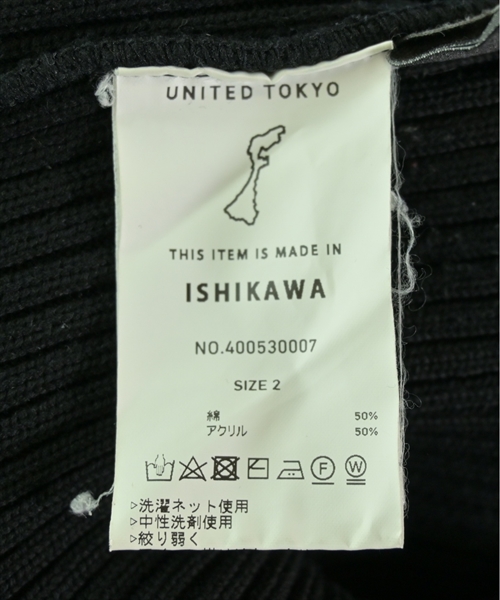 UNITED TOKYO
THIS ITEM IS MADE IN
ISHIKAWA
NO.400530007
SIZE 2
綿 50%
アクリル 50%
F W
>洗濯ネット使用
>中性洗剤使用
>絞り弱く